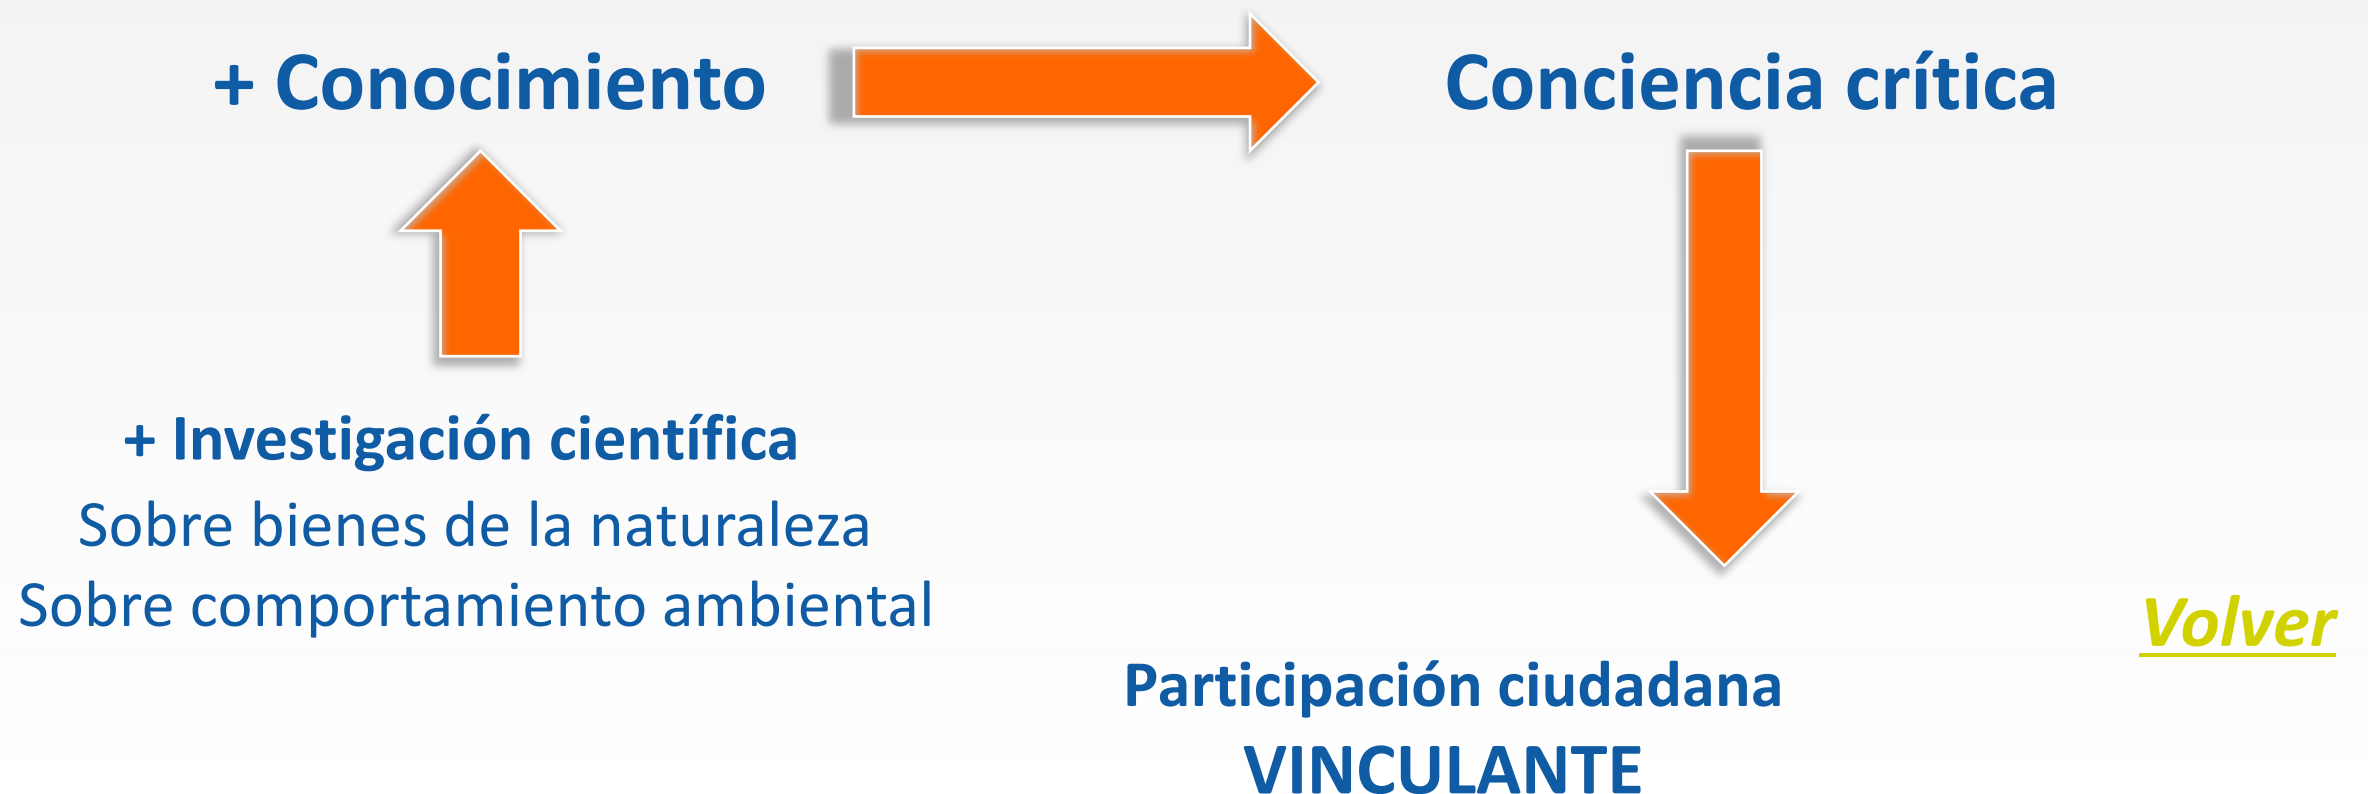 + Conocimiento
Conciencia crítica
+ Investigación científica
Sobre bienes de la naturaleza
Sobre comportamiento ambiental
Volver
Participación ciudadana
VINCULANTE